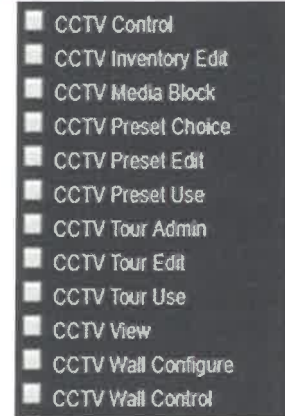 CCTV Control
CCTV Inventory Edit
CCTV Media Block
CCTV Preset Choice
CCTV Preset Edit
CCTV Preset Use
CCTV Tour Admin
CCTV Tour Edit
CCTV Tour Use
CCTV View
CCTV Wall Configure
CCTV Wall Control